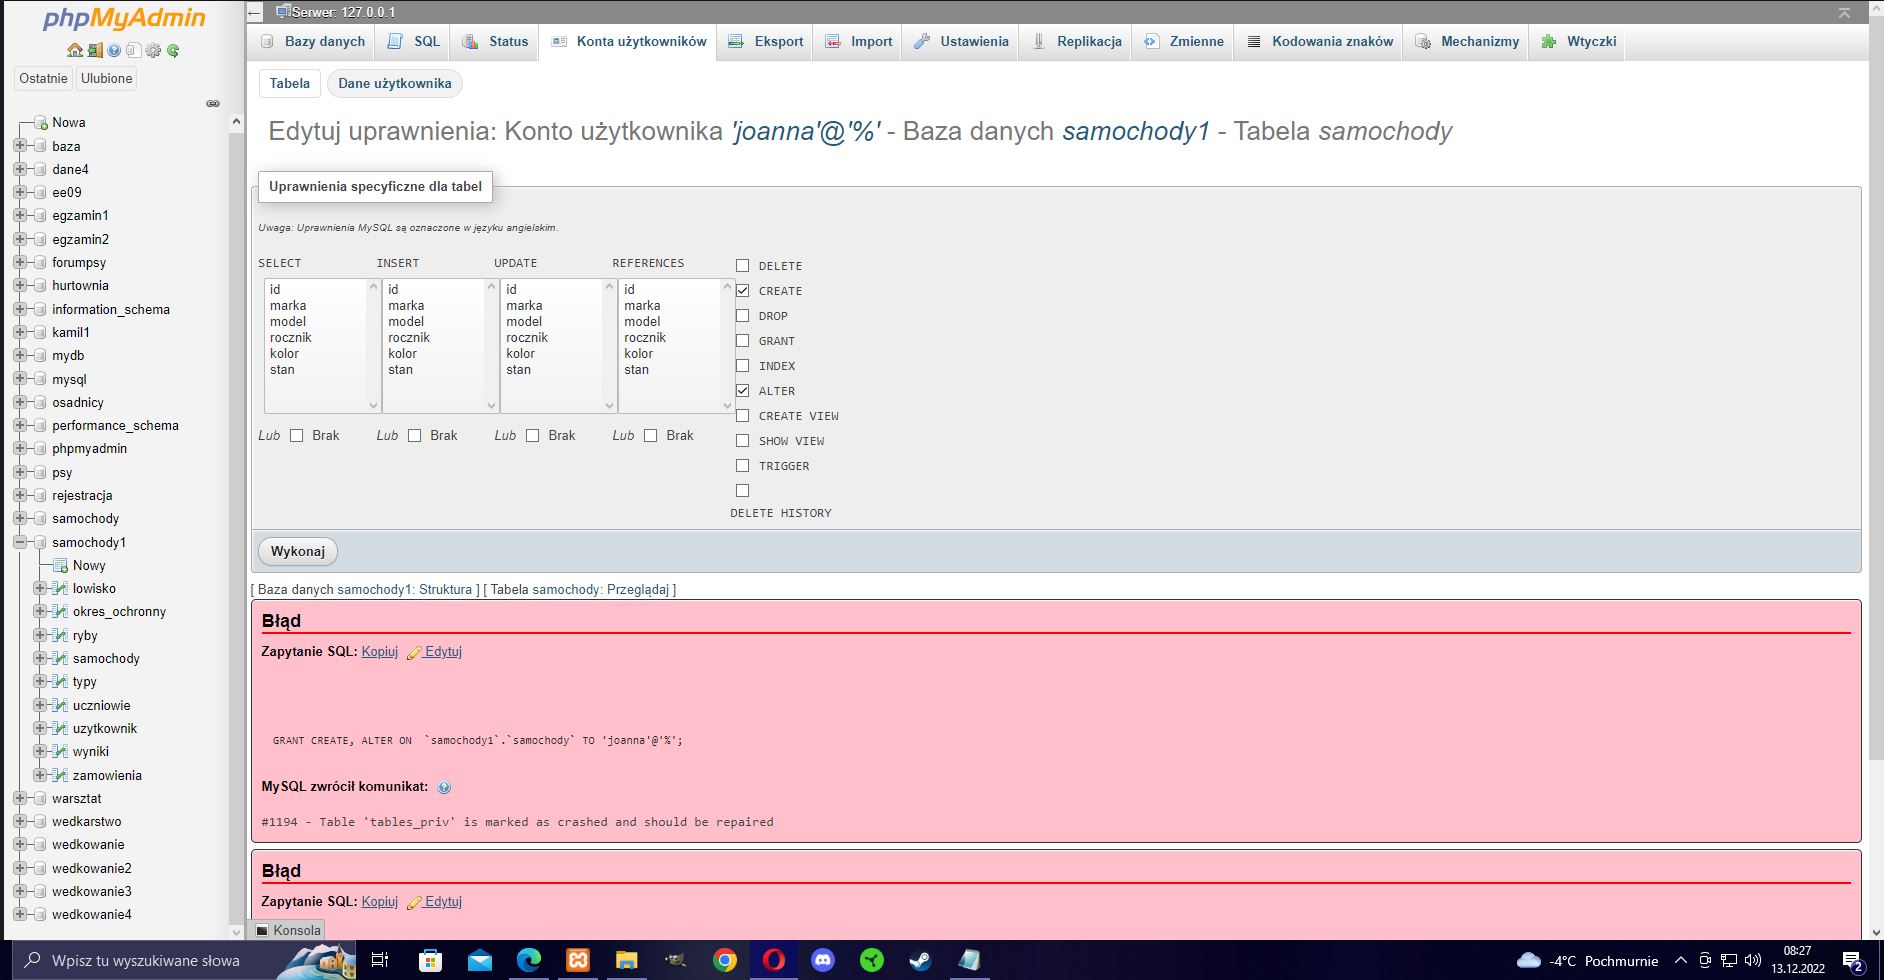 phpMyAdmin
Ostatnie Ulubione
Nowa
baza
dane4
ee09
egzamin1
egzamin2
forumpsy
hurtownia
information_schema
kamil1
mydb
mysql
osadnicy
performance_schema
phpmyadmin
psy
rejestracja
samochody
samochody1
Nowy
lowisko
okres_ochronny
ryby
samochody
typy
uczniowie
uzytkownik
wyniki
zamowienia
warsztat
wedkarstwo
wedkowanie
wedkowanie2
wedkowanie3
wedkowanie4
Serwer: 127.0.0.1
Bazy danych SQL Status Konta użytkowników Eksport Import Ustawienia Replikacja Zmienne Kodowania znaków Mechanizmy Wtyczki
Tabela Dane użytkownika
Edytuj uprawnienia: Konto użytkownika 'joanna'@'%' - Baza danych samochody1 - Tabela samochody
Uprawnienia specyficzne dla tabel
Uwaga: Uprawnienia MySQL są oznaczone w języku angielskim.
SELECT
id
marka
model
rocznik
kolor
stan
Lub Brak
INSERT
id
marka
model
rocznik
kolor
stan
Lub Brak
UPDATE
id
marka
model
rocznik
kolor
stan
Lub Brak
REFERENCES
id
marka
model
rocznik
kolor
stan
Lub Brak
DELETE
CREATE
DROP
GRANT
INDEX
ALTER
CREATE VIEW
SHOW VIEW
TRIGGER
DELETE HISTORY
Wykonaj
[ Baza danych samochody1: Struktura ] [ Tabela samochody: Przeglądaj ]
Błąd
Zapytanie SQL: Kopiuj Edytuj
GRANT CREATE, ALTER ON `samochody1`.`samochody` TO 'joanna'@'%';
MySQL zwrócił komunikat:
#1194 - Table 'tables_priv' is marked as crashed and should be repaired
Błąd
Zapytanie SQL: Kopiuj Edytuj
Konsola
Wpisz tu wyszukiwane słowa
-4°C Pochmurnie
08:27
13.12.2022
2